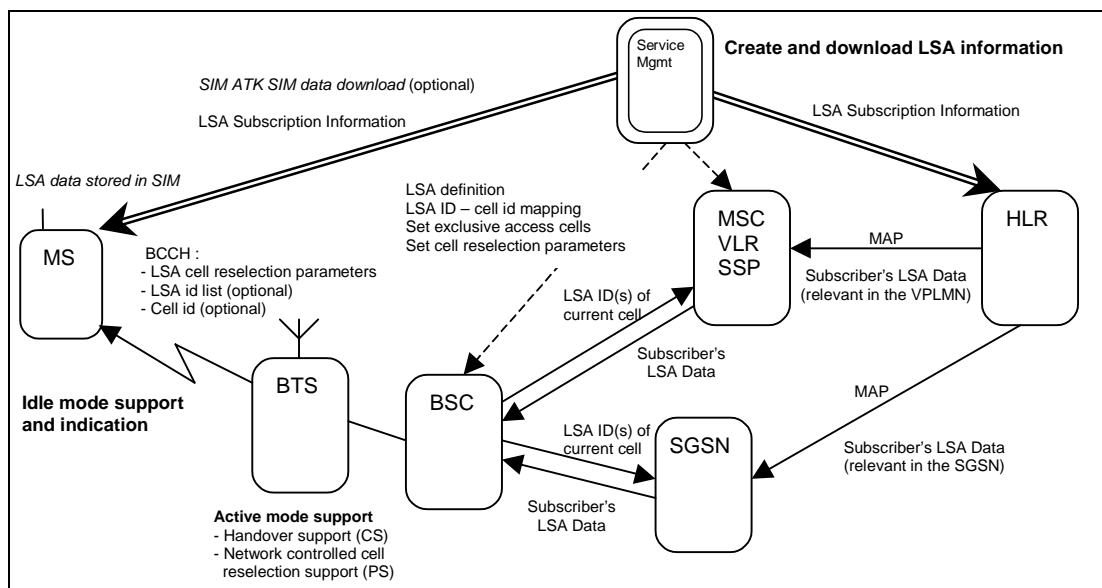 Service
Mgmt
Create and download LSA information
SIM ATK SIM data download (optional)
LSA Subscription Information
LSA Subscription Information
LSA data stored in SIM
LSA definition
LSA ID – cell id mapping
Set exclusive access cells
Set cell reselection parameters
MS
BCCH :
- LSA cell reselection parameters
- LSA id list (optional)
- Cell id (optional)
MSC
VLR
SSP
HLR
MAP
Subscriber's LSA Data
(relevant in the VPLMN)
LSA ID(s) of
current cell
Subscriber's
LSA Data
BTS
BSC
Idle mode support
and indication
MAP
LSA ID(s) of
current cell
SGSN
Subscriber's LSA Data
(relevant in the SGSN)
Subscriber's
LSA Data
Active mode support
- Handover support (CS)
- Network controlled cell
reselection support (PS)